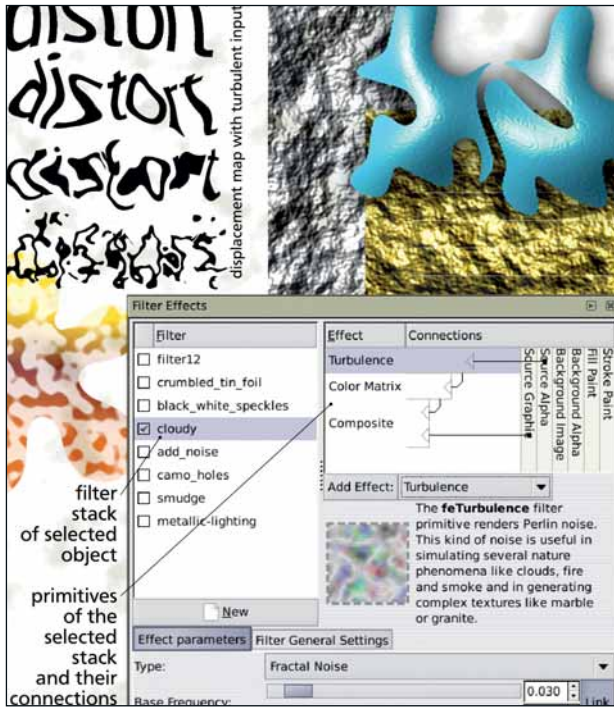 distort
distort
distort
distort
displacement map with turbulent input
Filter Effects
Filter
filter12
crumbled_tin_foil
black_white_speckles
cloudy
add_noise
camo_holes
smudge
metallic-lighting
New
Effect
Connections
Turbulence
Color Matrix
Composite
Stroke Paint
Fill Paint
Background Alpha
Background Image
Source Alpha
Source Graphic
Add Effect:
Turbulence
The feTurbulence filter
primitive renders Perlin noise.
This kind of noise is useful in
simulating several nature
phenomena like clouds, fire
and smoke and in generating
complex textures like marble
or granite.
filter
stack
of selected
object
primitives
of the
selected
stack
and their
connections
Effect parameters
Filter General Settings
Type:
Fractal Noise
Base Frequency:
0.030
Link